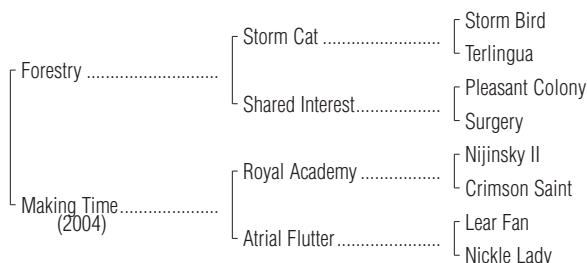 Storm Bird
Storm Cat ........................
Terlingua
Forestry .....................................
Pleasant Colony
Shared Interest ...................
Surgery
Nijinsky II
Royal Academy ..................
Crimson Saint
Making Time ............................
(2004)
Lear Fan
Atrial Flutter .......................
Nickle Lady